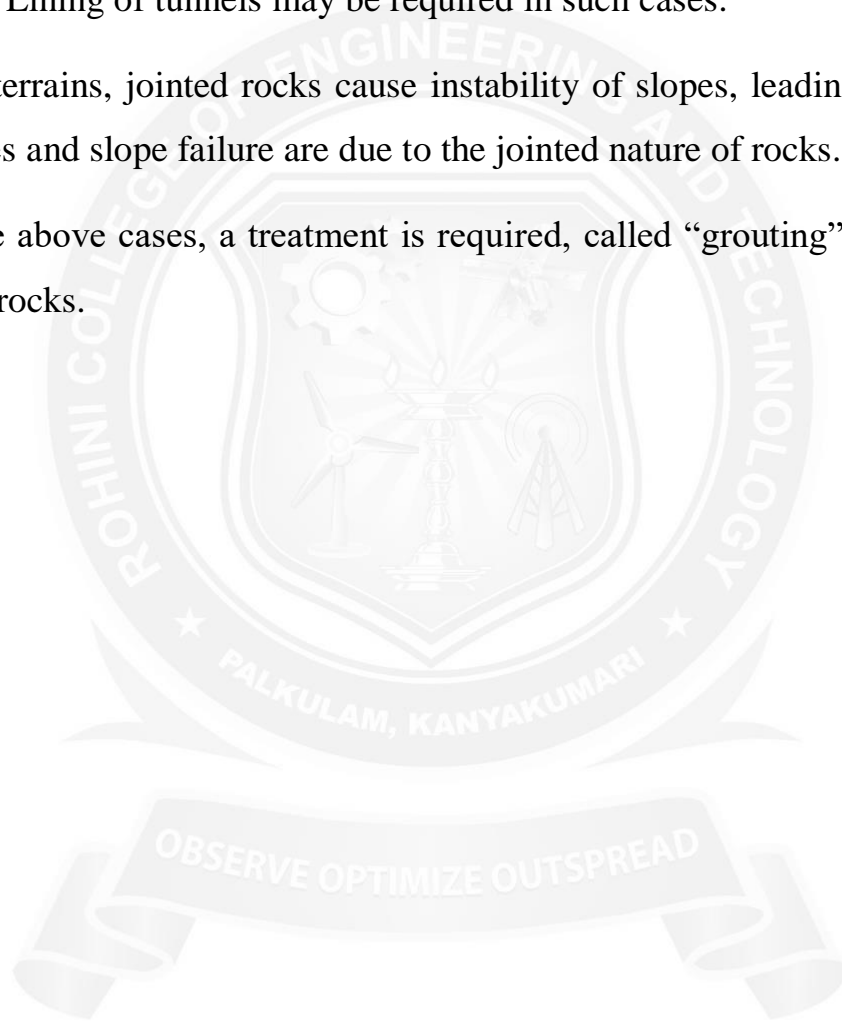 Lining of tunnels may be required in such cases.
terrains, jointed rocks cause instability of slopes, leadin
es and slope failure are due to the jointed nature of rocks.
e above cases, a treatment is required, called “grouting”
rocks.
ROHINI COLLEGE OF ENGINEERING AND TECHNOLOGY
PALKULAM, KANYAKUMARI
OBSERVE OPTIMIZE OUTSPREAD